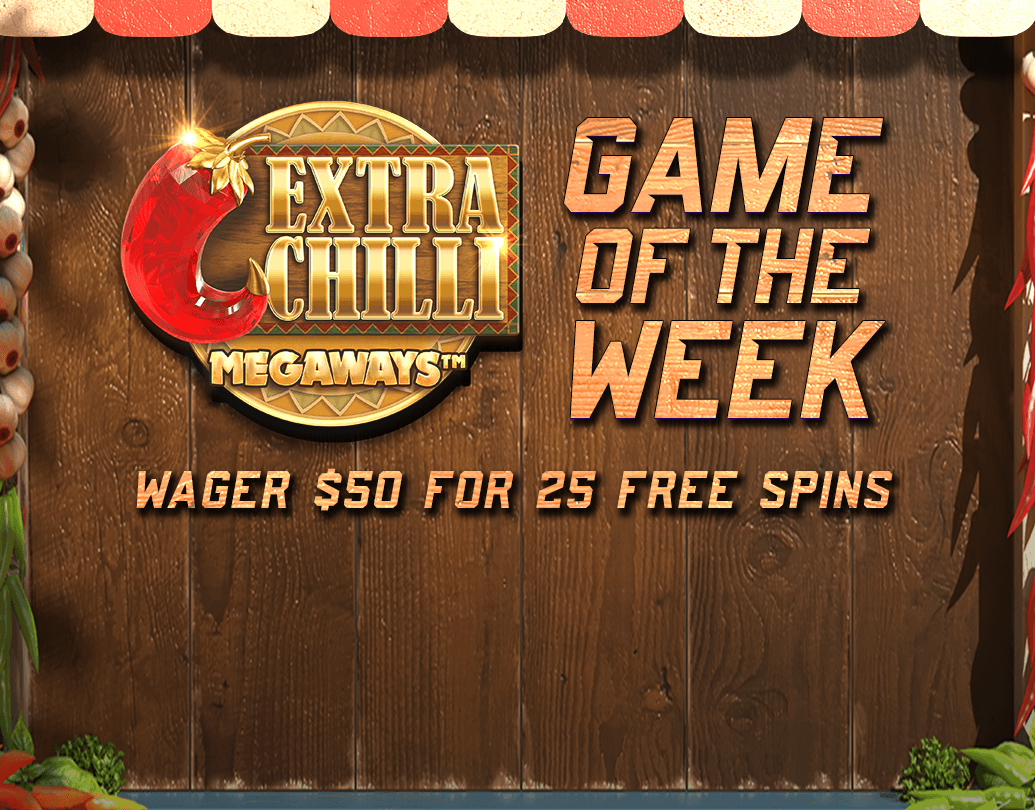 EXTRA
CHILLI
MEGAWAYS™
GAME
OF THE
WEEK
WAGER $50 FOR 25 FREE SPINS